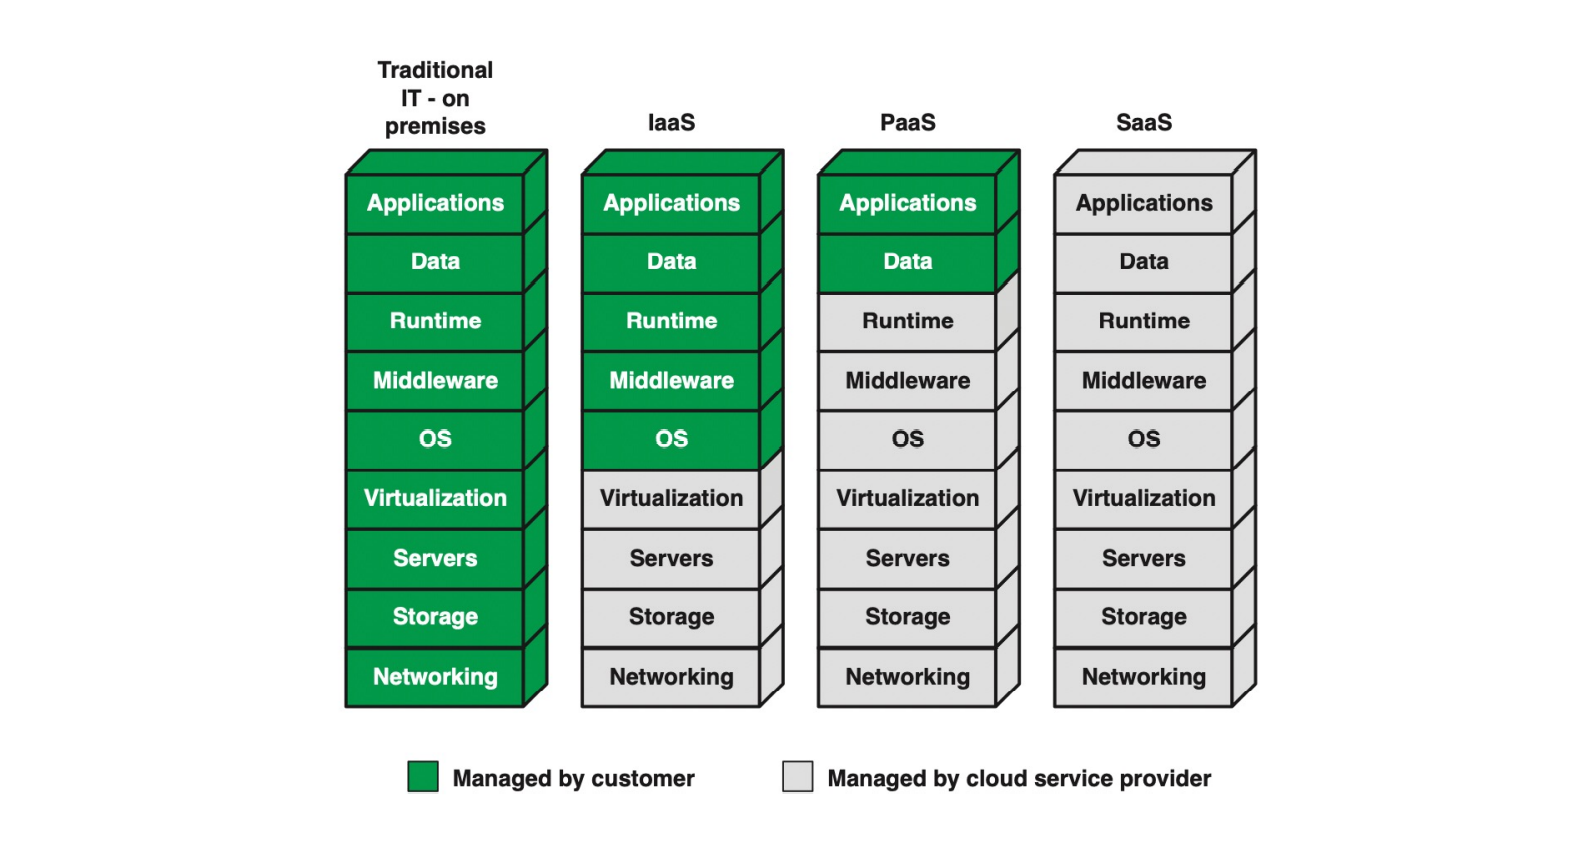 Traditional
IT - on
premises
IaaS
PaaS
SaaS
Applications
Applications
Applications
Applications
Data
Data
Data
Data
Runtime
Runtime
Runtime
Runtime
Middleware
Middleware
Middleware
Middleware
OS
OS
OS
OS
Virtualization
Virtualization
Virtualization
Virtualization
Servers
Servers
Servers
Servers
Storage
Storage
Storage
Storage
Networking
Networking
Networking
Networking
Managed by customer
Managed by cloud service provider